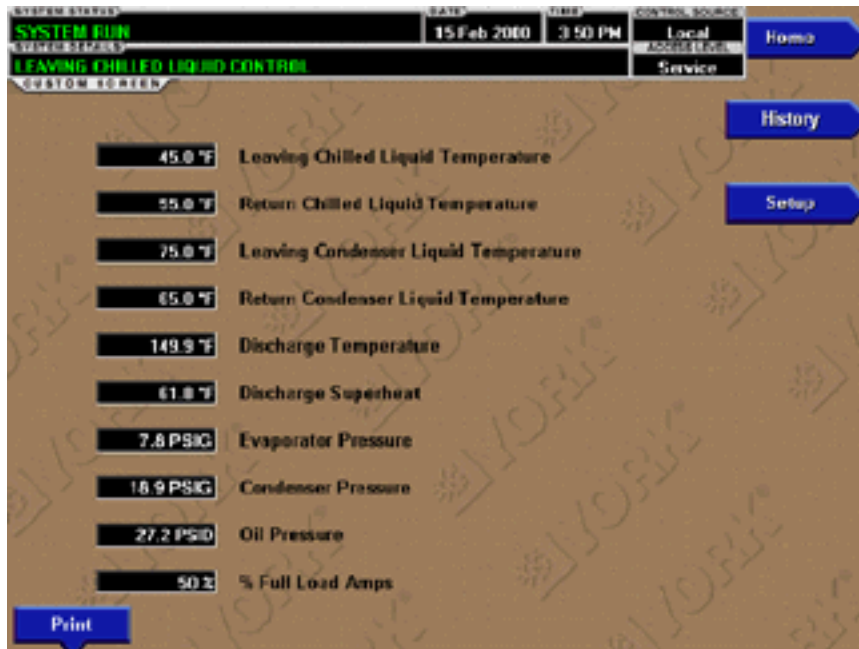 SYSTEM STATUS
SYSTEM RUN
SYSTEM DETAILS
LEAVING CHILLED LIQUID CONTROL
CUSTOM SCREEN
DATE
15 Feb 2000
TIME
3 50 PM
CONTROL SOURCE
Local
ACCESS LEVEL
Service
Home
History
Setup
45.0 °F Leaving Chilled Liquid Temperature
55.0 °F Return Chilled Liquid Temperature
75.0 °F Leaving Condenser Liquid Temperature
65.0 °F Return Condenser Liquid Temperature
149.9 °F Discharge Temperature
61.8 °F Discharge Superheat
7.8 PSIG Evaporator Pressure
18.9 PSIG Condenser Pressure
27.2 PSID Oil Pressure
50 % % Full Load Amps
Print
YORK